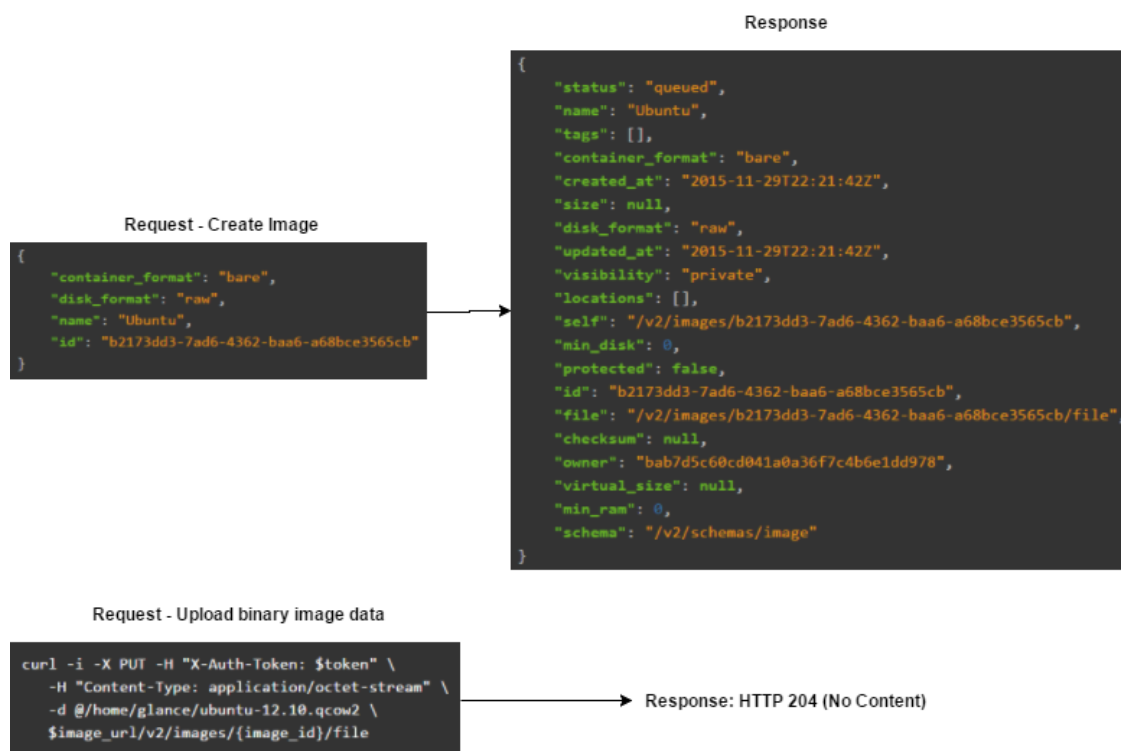 Response
{
"status": "queued",
"name": "Ubuntu",
"tags": [],
"container_format": "bare",
"created_at": "2015-11-29T22:21:42Z",
"size": null,
"disk_format": "raw",
"updated_at": "2015-11-29T22:21:42Z",
"visibility": "private",
"locations": [],
"self": "/v2/images/b2173dd3-7ad6-4362-baa6-a68bce3565cb",
"min_disk": 0,
"protected": false,
"id": "b2173dd3-7ad6-4362-baa6-a68bce3565cb",
"file": "/v2/images/b2173dd3-7ad6-4362-baa6-a68bce3565cb/file",
"checksum": null,
"owner": "bab7d5c60cd041a0a36f7c4b6e1dd978",
"virtual_size": null,
"min_ram": 0,
"schema": "/v2/schemas/image"
}
Request - Create Image
{
"container_format": "bare",
"disk_format": "raw",
"name": "Ubuntu",
"id": "b2173dd3-7ad6-4362-baa6-a68bce3565cb"
}
Request - Upload binary image data
curl -i -X PUT -H "X-Auth-Token: $token" \
-H "Content-Type: application/octet-stream" \
-d @/home/glance/ubuntu-12.10.qcow2 \
$image_url/v2/images/{image_id}/file
Response: HTTP 204 (No Content)